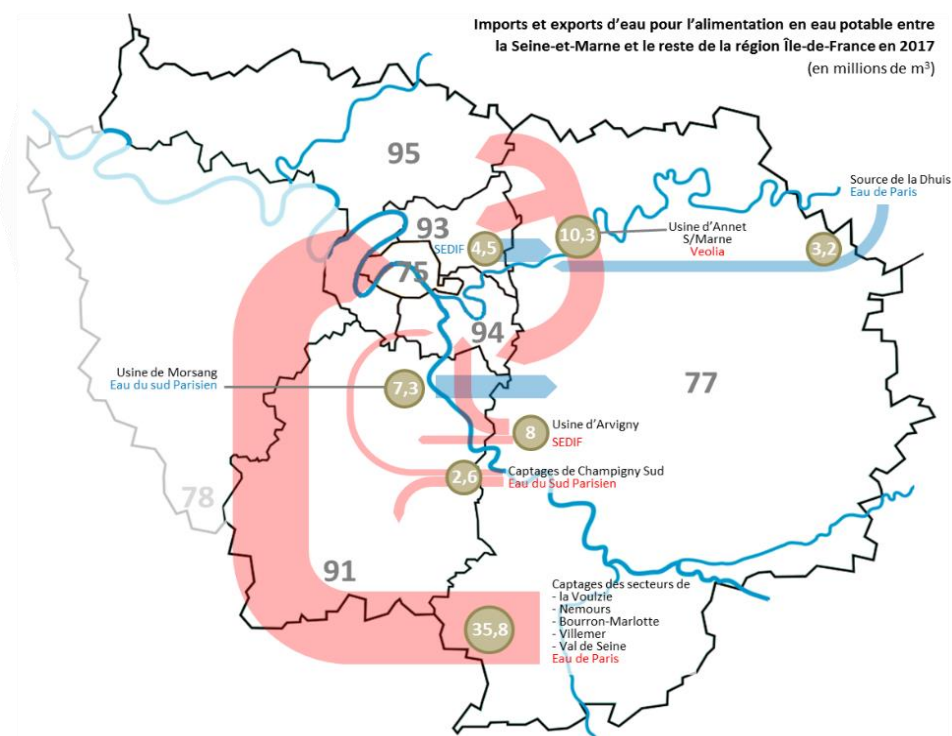 Imports et exports d'eau pour l'alimentation en eau potable entre
la Seine-et-Marne et le reste de la région Île-de-France en 2017
(en millions de m³)
95
Source de la Dhuis
Eau de Paris
93
SEDIF
4,5
10,3
Usine d'Annet
S/Marne
Veolia
3,2
75
94
77
Usine de Morsang
Eau du sud Parisien
7,3
8
Usine d'Arvigny
SEDIF
2,6
Captages de Champigny Sud
Eau du Sud Parisien
78
91
35,8
Captages des secteurs de
- la Voulzie
- Nemours
- Bourron-Marlotte
- Villemer
- Val de Seine
Eau de Paris